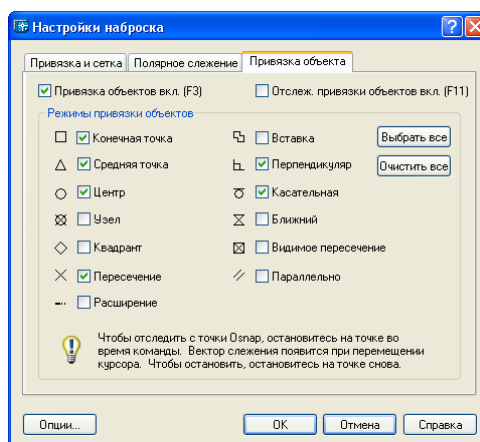 Настройки наброска
Привязка и сетка Полярное слежение Привязка объекта
Привязка объектов вкл. (F3) Отслеж. привязки объектов вкл. (F11)
Режимы привязки объектов
Конечная точка Вставка Выбрать все
Средняя точка Перпендикуляр Очистить все
Центр Касательная
Узел Ближний
Квадрант Видимое пересечение
Пересечение Параллельно
Расширение
Чтобы отследить с точки Osnap, остановитесь на точке во
время команды. Вектор слежения появится при перемещении
курсора. Чтобы остановить, остановитесь на точке снова.
Опции... OK Отмена Справка